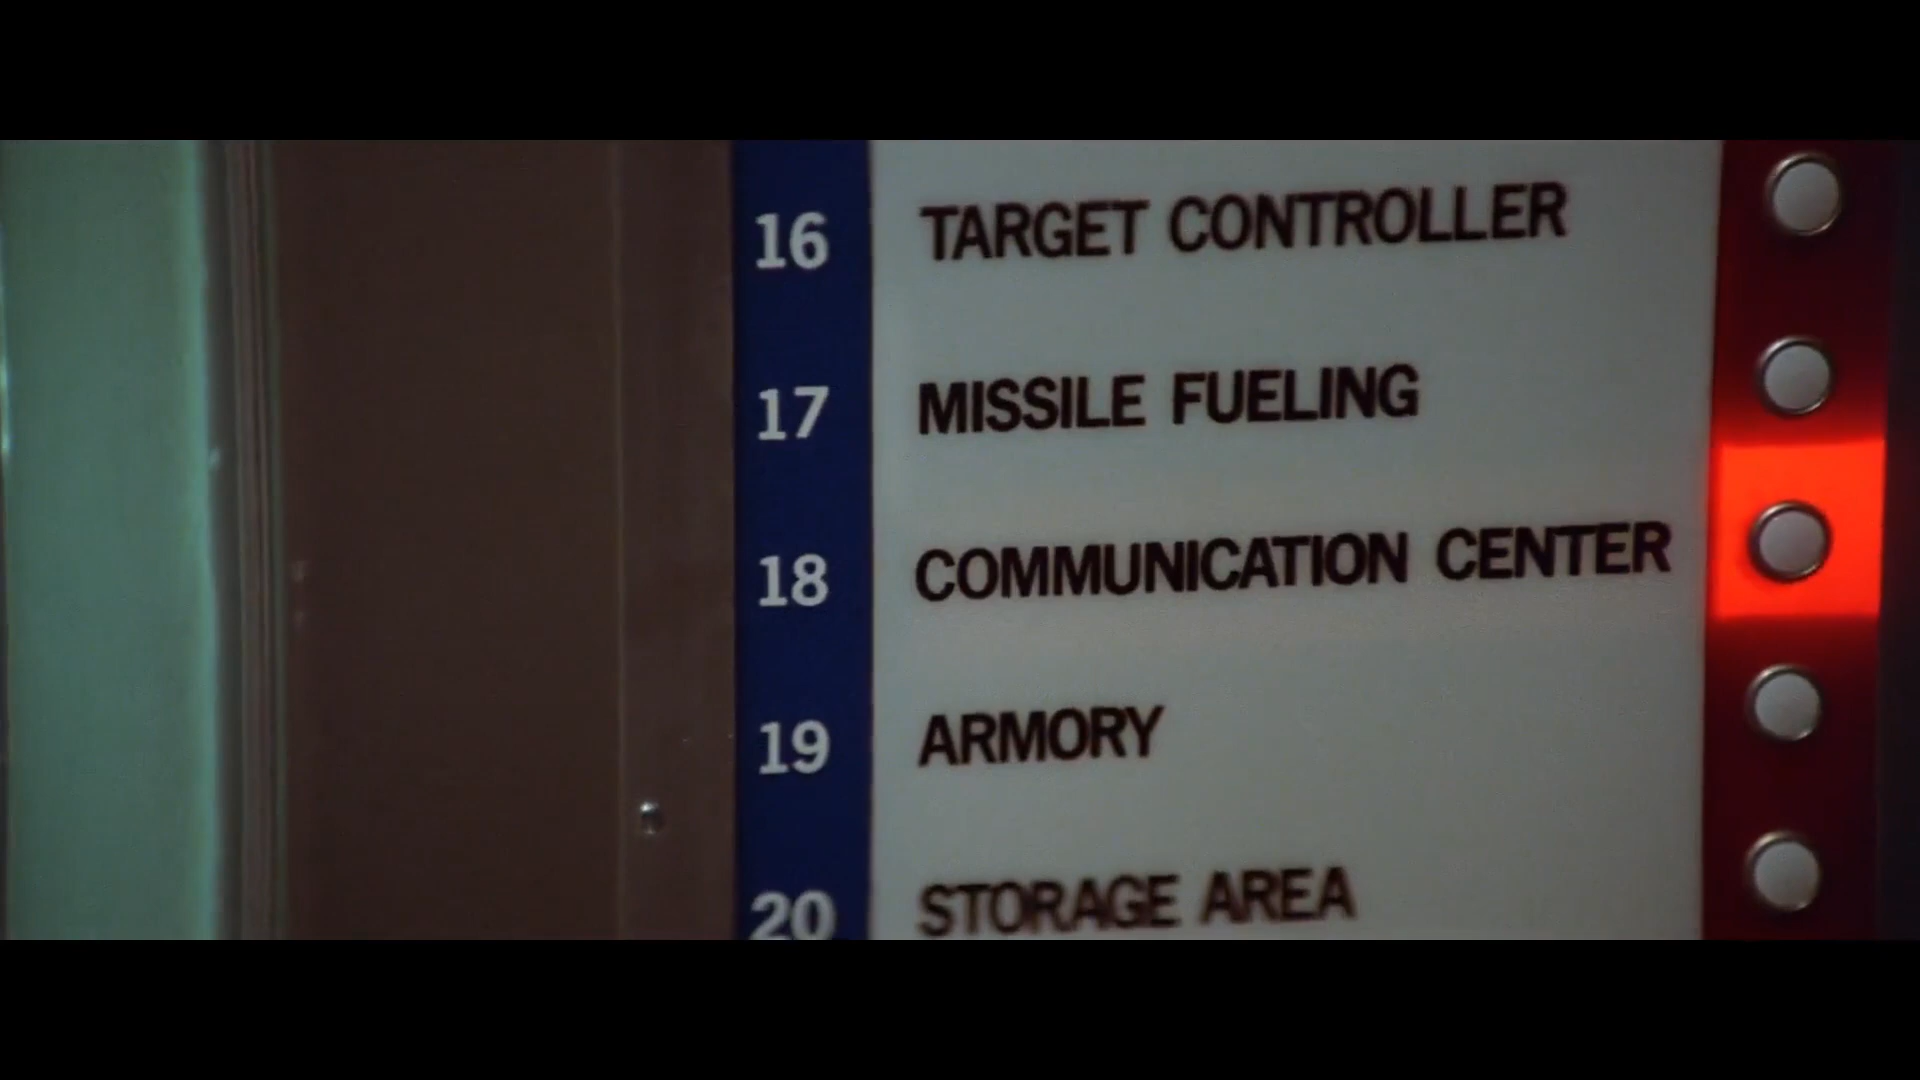 16 TARGET CONTROLLER
17 MISSILE FUELING
18 COMMUNICATION CENTER
19 ARMORY
20 STORAGE AREA